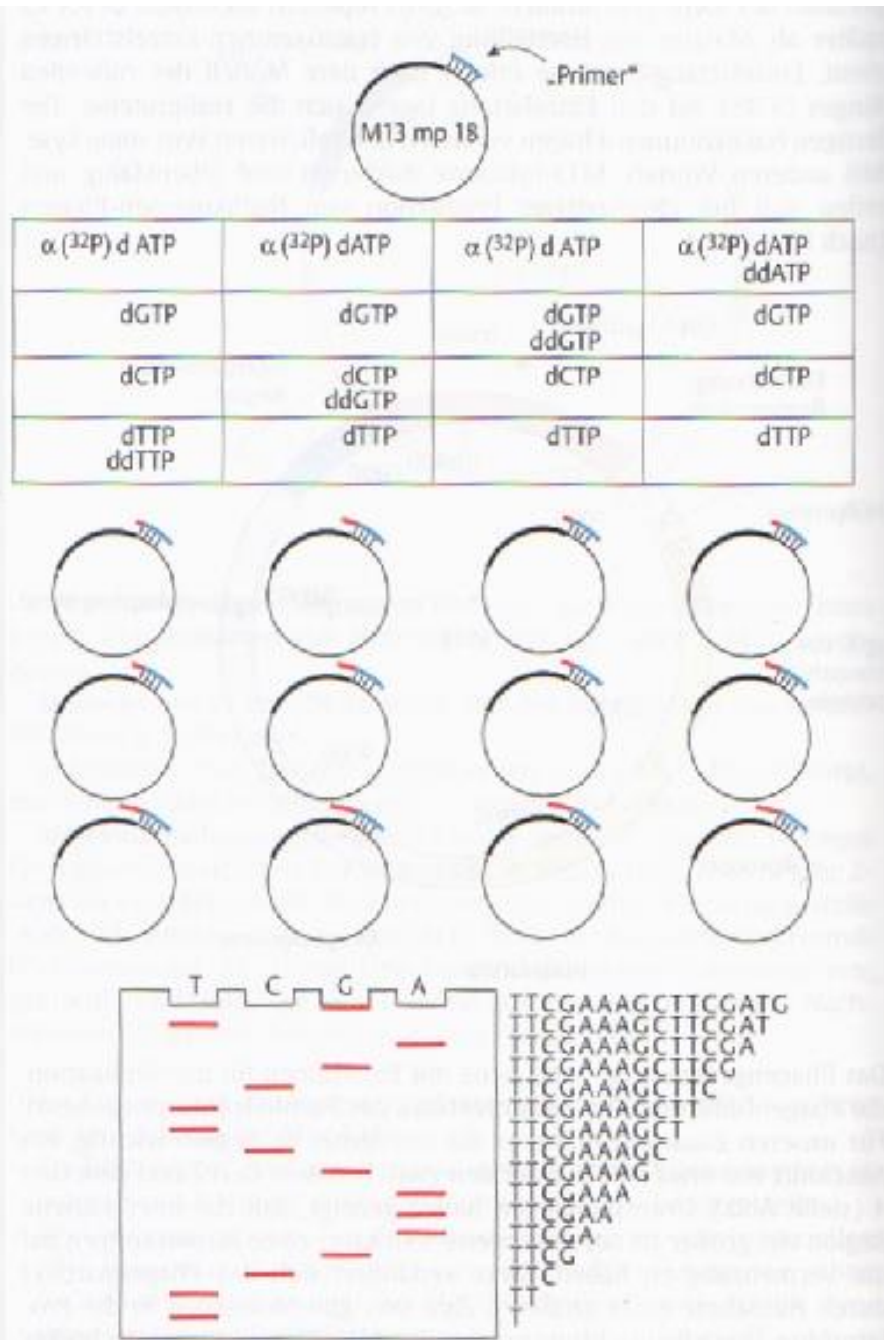 „Primer“
M13 mp 18
α (³²P) d ATP α (³²P) dATP α (³²P) d ATP α (³²P) dATP
ddATP
dGTP dGTP dGTP dGTP
ddGTP
dCTP dCTP dCTP dCTP
ddGTP
dTTP dTTP dTTP dTTP
ddTTP
T C G A
TTCGAAAGCTTCGATG
TTCGAAAGCTTCGAT
TTCGAAAGCTTCGA
TTCGAAAGCTTCG
TTCGAAAGCTTC
TTCGAAAGCTT
TTCGAAAGCT
TTCGAAAGC
TTCGAAAG
TTCGAAA
TTCGAA
TTCGA
TTCG
TTC
TT
T